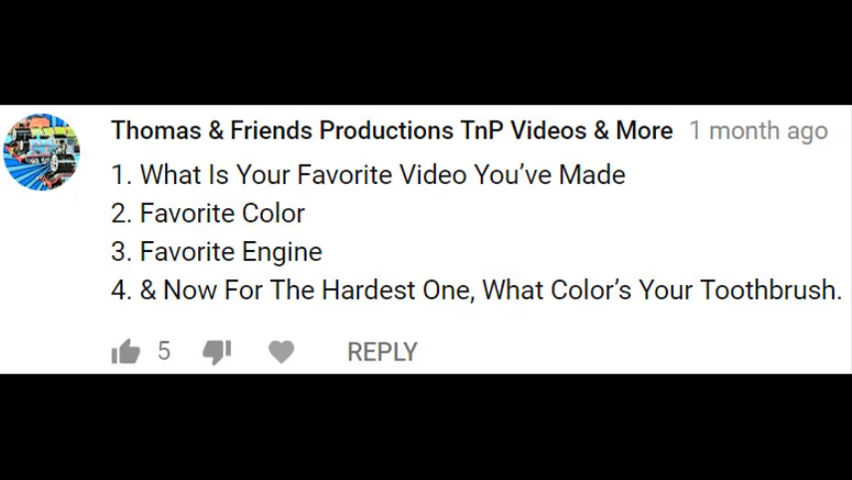 Thomas & Friends Productions TnP Videos & More 1 month ago
1. What Is Your Favorite Video You’ve Made
2. Favorite Color
3. Favorite Engine
4. & Now For The Hardest One, What Color’s Your Toothbrush.
5 REPLY